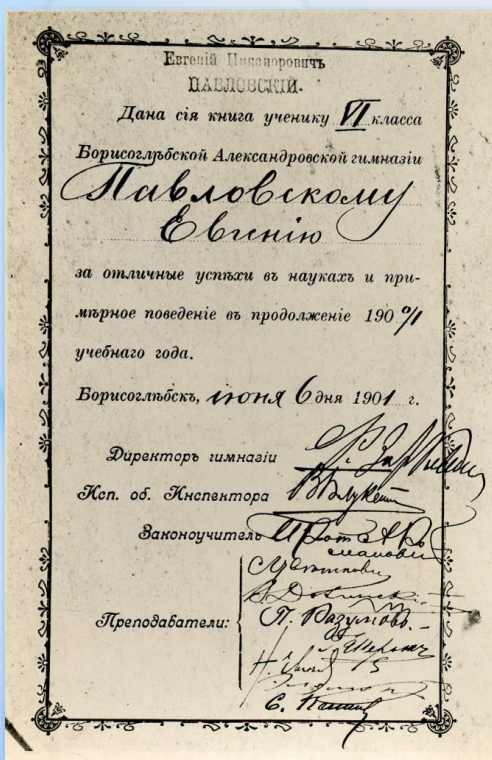 Евгеній Никаноровичъ
ПАВЛОВСКІЙ.
Дана сія книга ученику VI класса
Борисоглѣбской Александровской гимназіи
Павловскому
Евгенію
за отличные успѣхи въ наукахъ и при-
мѣрное поведеніе въ продолженіе 1900/1
учебнаго года.
Борисоглѣбскъ, июня 6 дня 1901 г.
Директоръ гимназіи
Исп. об. Инспектора
Законоучитель
Преподаватели:
П. Разумовъ